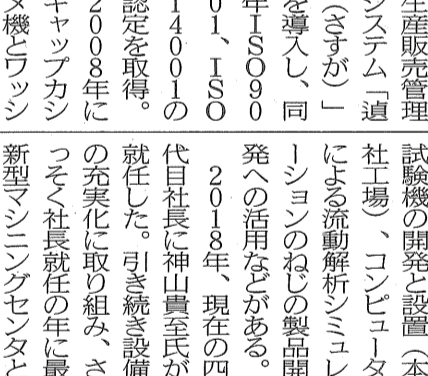 生産販売管理
システム「遉
(さすが)」
を導入し、同
年ISO90
01、ISO
14001の
認定を取得。
2008年に
キャップカシ
メ機とワッシ
試験機の開発と設置(本
社工場)、コンピュータ
による流動解析シミュレ
ーションのねじの製品開
発への活用などがある。
2018年、現在の四
代目社長に神山貴至氏が
就任した。引き続き設備
の充実化に取り組み、さ
っそく社長就任の年に最
新型マシニングセンタと